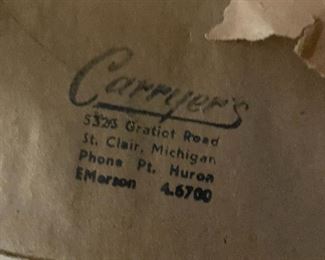 Carryer's
5325 Gratiot Road
St. Clair, Michigan
Phone Pt. Huron
EMerson 4.6700